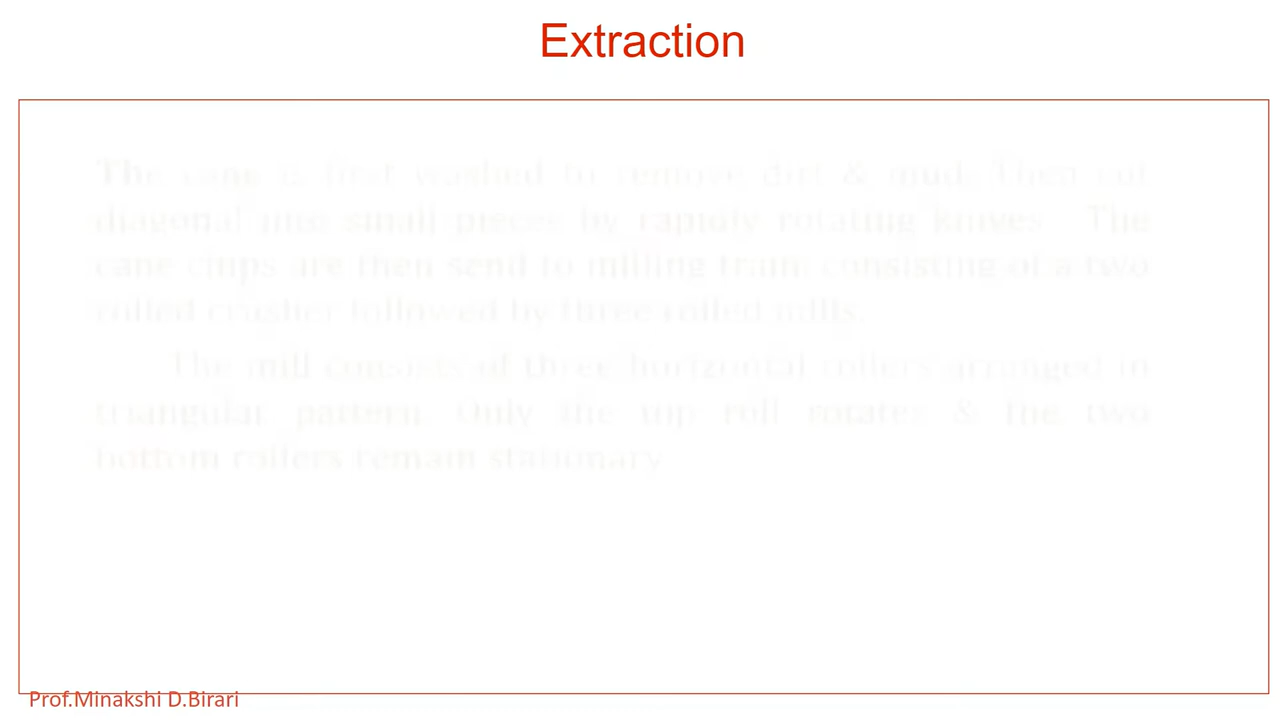 Extraction
The cane is first washed to remove dirt & mud. Then cut
diagonal into small pieces by rapidly rotating knives. The
cane chips are then send to milling train consisting of a two
rolled crusher followed by three rolled mills.
The mill consists of three horizontal rollers arranged in
triangular pattern. Only the top roll rotates & the two
bottom rollers remain stationary
Prof.Minakshi D.Birari